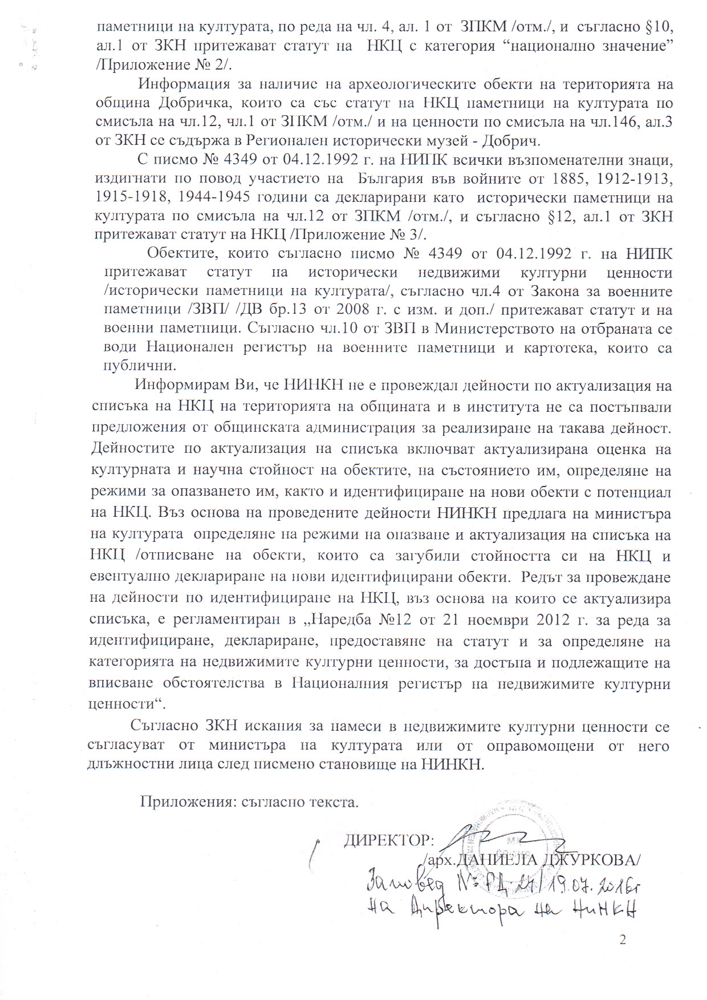 паметници на културата, по реда на чл. 4, ал. 1 от ЗПКМ /отм./, и съгласно §10,
ал.1 от ЗКН притежават статут на НКЦ с категория “национално значение”
/Приложение № 2/.
Информация за наличие на археологическите обекти на територията на
община Добричка, които са със статут на НКЦ паметници на културата по
смисъла на чл.12, чл.1 от ЗПКМ /отм./ и на ценности по смисъла на чл.146, ал.3
от ЗКН се съдържа в Регионален исторически музей - Добрич.
С писмо № 4349 от 04.12.1992 г. на НИПК всички възпоменателни знаци,
издигнати по повод участието на България във войните от 1885, 1912-1913,
1915-1918, 1944-1945 години са декларирани като исторически паметници на
културата по смисъла на чл.12 от ЗПКМ /отм./, и съгласно §12, ал.1 от ЗКН
притежават статут на НКЦ /Приложение № 3/.
Обектите, които съгласно писмо № 4349 от 04.12.1992 г. на НИПК
притежават статут на исторически недвижими културни ценности
/исторически паметници на културата/, съгласно чл.4 от Закона за военните
паметници /ЗВП/ /ДВ бр.13 от 2008 г. с изм. и доп./ притежават статут и на
военни паметници. Съгласно чл.10 от ЗВП в Министерството на отбраната се
води Национален регистър на военните паметници и картотека, които са
публични.
Информирам Ви, че НИНКН не е провеждал дейности по актуализация на
списъка на НКЦ на територията на общината и в института не са постъпвали
предложения от общинската администрация за реализиране на такава дейност.
Дейностите по актуализация на списъка включват актуализирана оценка на
културната и научна стойност на обектите, на състоянието им, определяне на
режими за опазването им, както и идентифициране на нови обекти с потенциал
на НКЦ. Въз основа на проведените дейности НИНКН предлага на министъра
на културата определяне на режими на опазване и актуализация на списъка на
НКЦ /отписване на обекти, които са загубили стойността си на НКЦ и
евентуално деклариране на нови идентифицирани обекти. Редът за провеждане
на дейности по идентифициране на НКЦ, въз основа на които се актуализира
списъка, е регламентиран в „Наредба №12 от 21 ноември 2012 г. за реда за
идентифициране, деклариране, предоставяне на статут и за определяне на
категорията на недвижимите културни ценности, за достъпа и подлежащите на
вписване обстоятелства в Националния регистър на недвижимите културни
ценности“.
Съгласно ЗКН искания за намеси в недвижимите културни ценности се
съгласуват от министъра на културата или от оправомощени от него
длъжностни лица след писмено становище на НИНКН.
Приложения: съгласно текста.
ДИРЕКТОР:
МК
СОФИЯ
/арх.ДАНИЕЛА ДЖУРКОВА/
Заповед № РД-27/19.07.2016г
на Директора на НИНКН
2